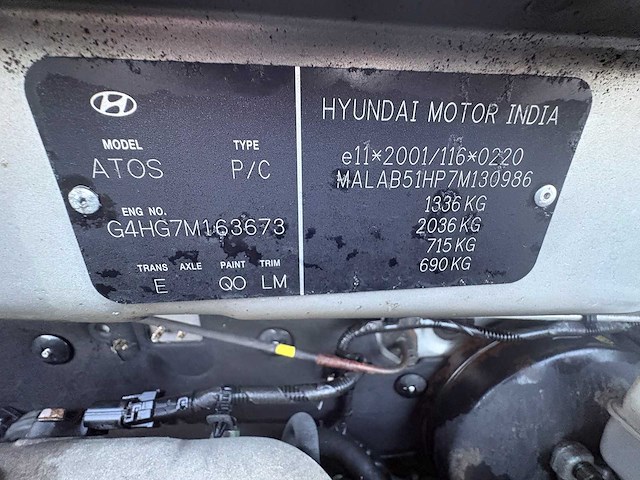 MODEL TYPE
ATOS P/C
ENG NO.
G4HG7M163673
TRANS AXLE PAINT TRIM
E QO LM
HYUNDAI MOTOR INDIA
e11*2001/116*0220
MALAB51HP7M130986
1336 KG
2036 KG
715 KG
690 KG